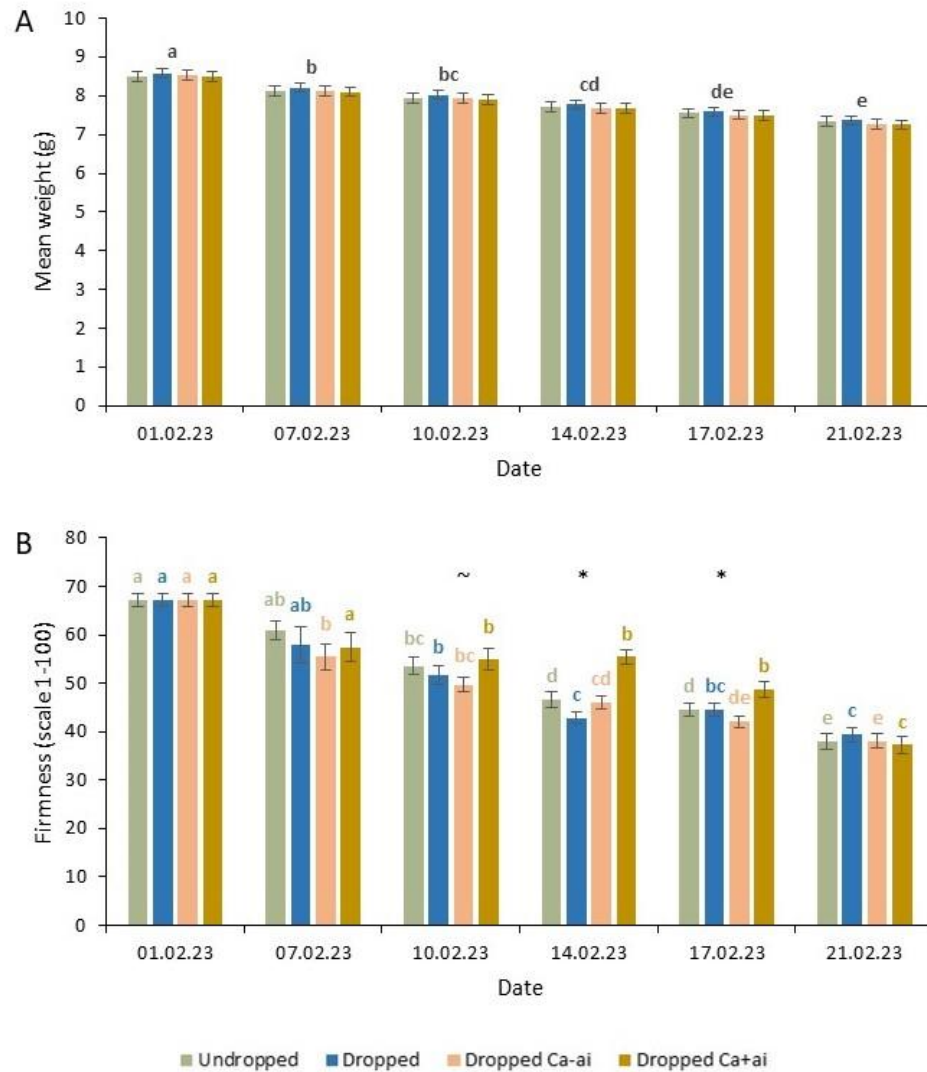 A
10
9
8
7
6
5
4
3
2
1
0
Mean weight (g)
a
b
bc
cd
de
e
01.02.23 07.02.23 10.02.23 14.02.23 17.02.23 21.02.23
Date
B
80
70
60
50
40
30
20
10
0
Firmness (scale 1-100)
~ * *
a a a a
ab ab b a
bc b bc b
d c cd b
d bc de b
e c e c
01.02.23 07.02.23 10.02.23 14.02.23 17.02.23 21.02.23
Date
Undropped Dropped Dropped Ca-ai Dropped Ca+ai